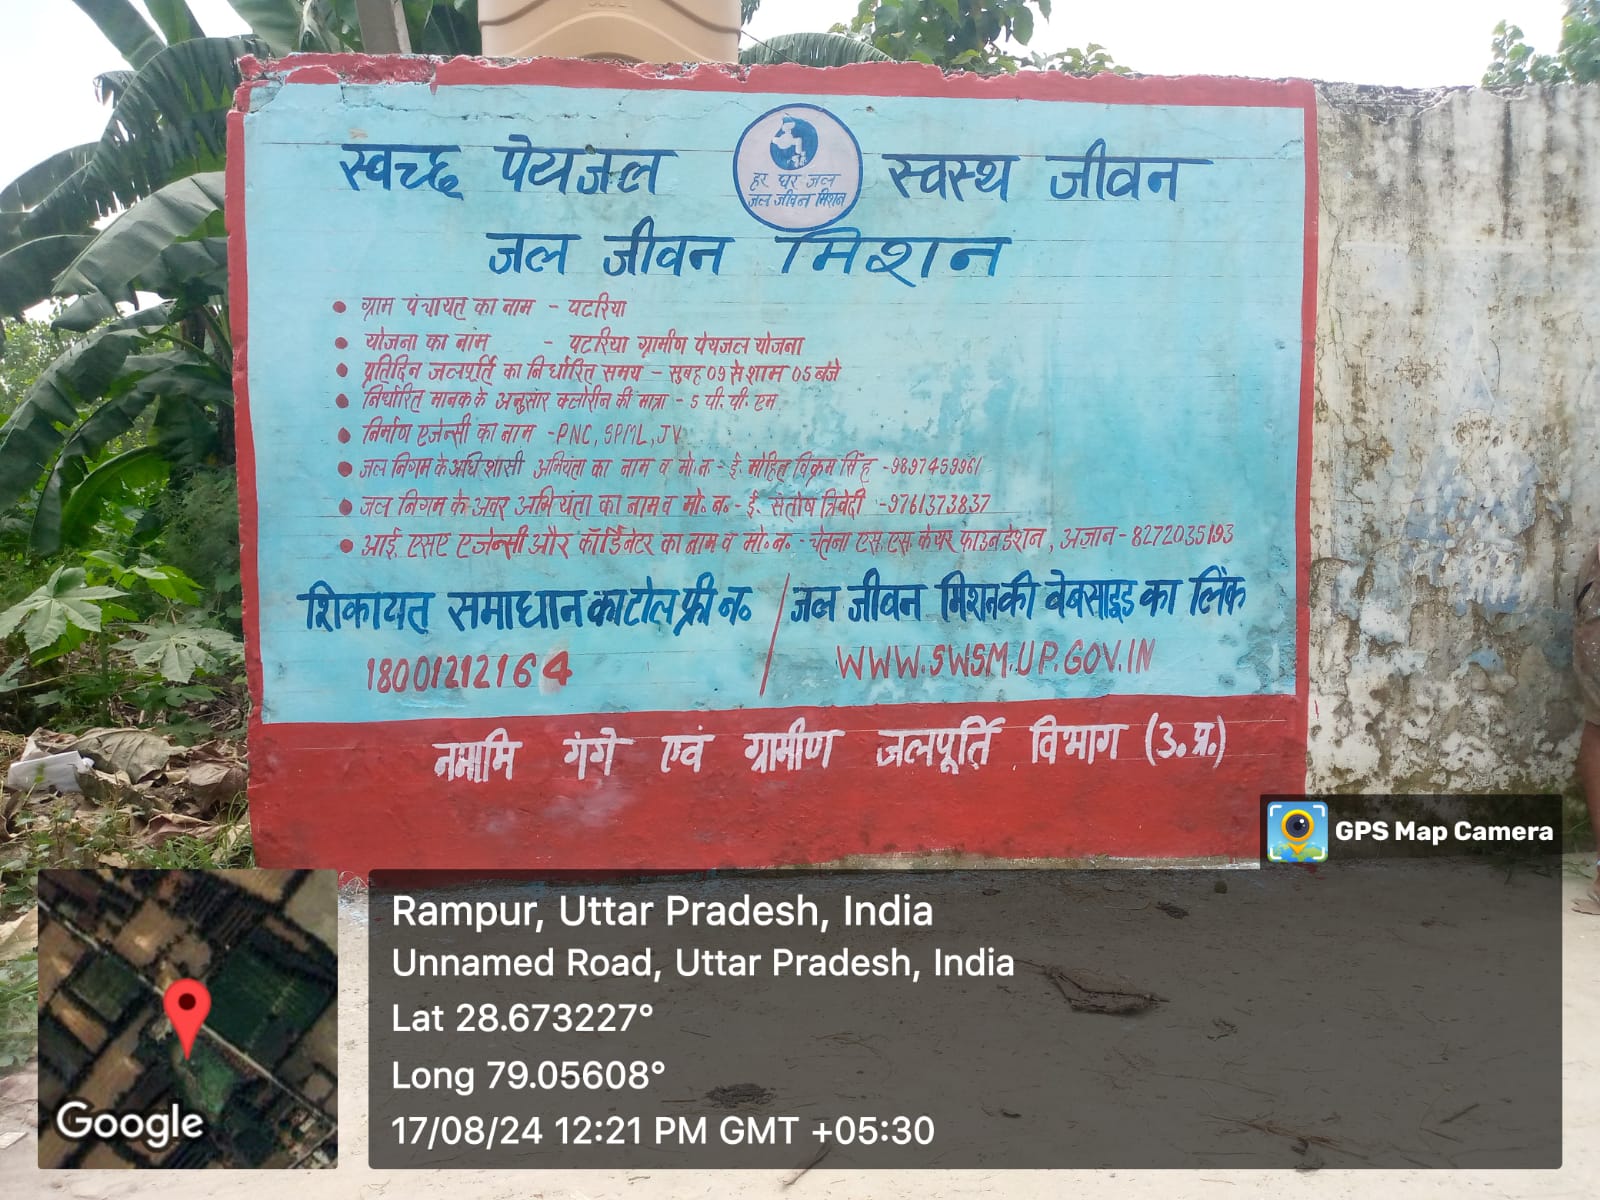 स्वच्छ पेयजल
हर घर जल
जल जीवन मिशन
स्वस्थ जीवन
जल जीवन मिशन
• ग्राम पंचायत का नाम - पटरिया
• योजना का नाम - पटरिया ग्रामीण पेयजल योजना
• प्रतिदिन जलपूर्ति का निर्धारित समय - सुबह 09 से शाम 05 बजे
• निर्धारित मानक के अनुसार क्लोरीन की मात्रा - 5 पी. पी. एम
• निर्माण एजेन्सी का नाम - PNC, SPML, JV
• जल निगम के अधिशासी अभियंता का नाम व मो. न. - ई. मोहित विक्रम सिंह - 9897459961
• जल निगम के अवर अभियंता का नाम व मो. न. - ई. संतोष त्रिवेदी - 9761373837
• आई. एसए एजेन्सी और कॉर्डिनेटर का नाम व मो. न. - चेतना एस. एस. केयर फाउनडेशन, अज़ान - 8272035193
शिकायत समाधान का टोल फ्री न. / जल जीवन मिशन की वेबसाइड का लिंक
18001212164
WWW.SWSM.UP.GOV.IN
नमामि गंगे एवं ग्रामीण जलपूर्ति विभाग (उ. प्र.)
GPS Map Camera
Rampur, Uttar Pradesh, India
Unnamed Road, Uttar Pradesh, India
Lat 28.673227°
Long 79.05608°
17/08/24 12:21 PM GMT +05:30
Google